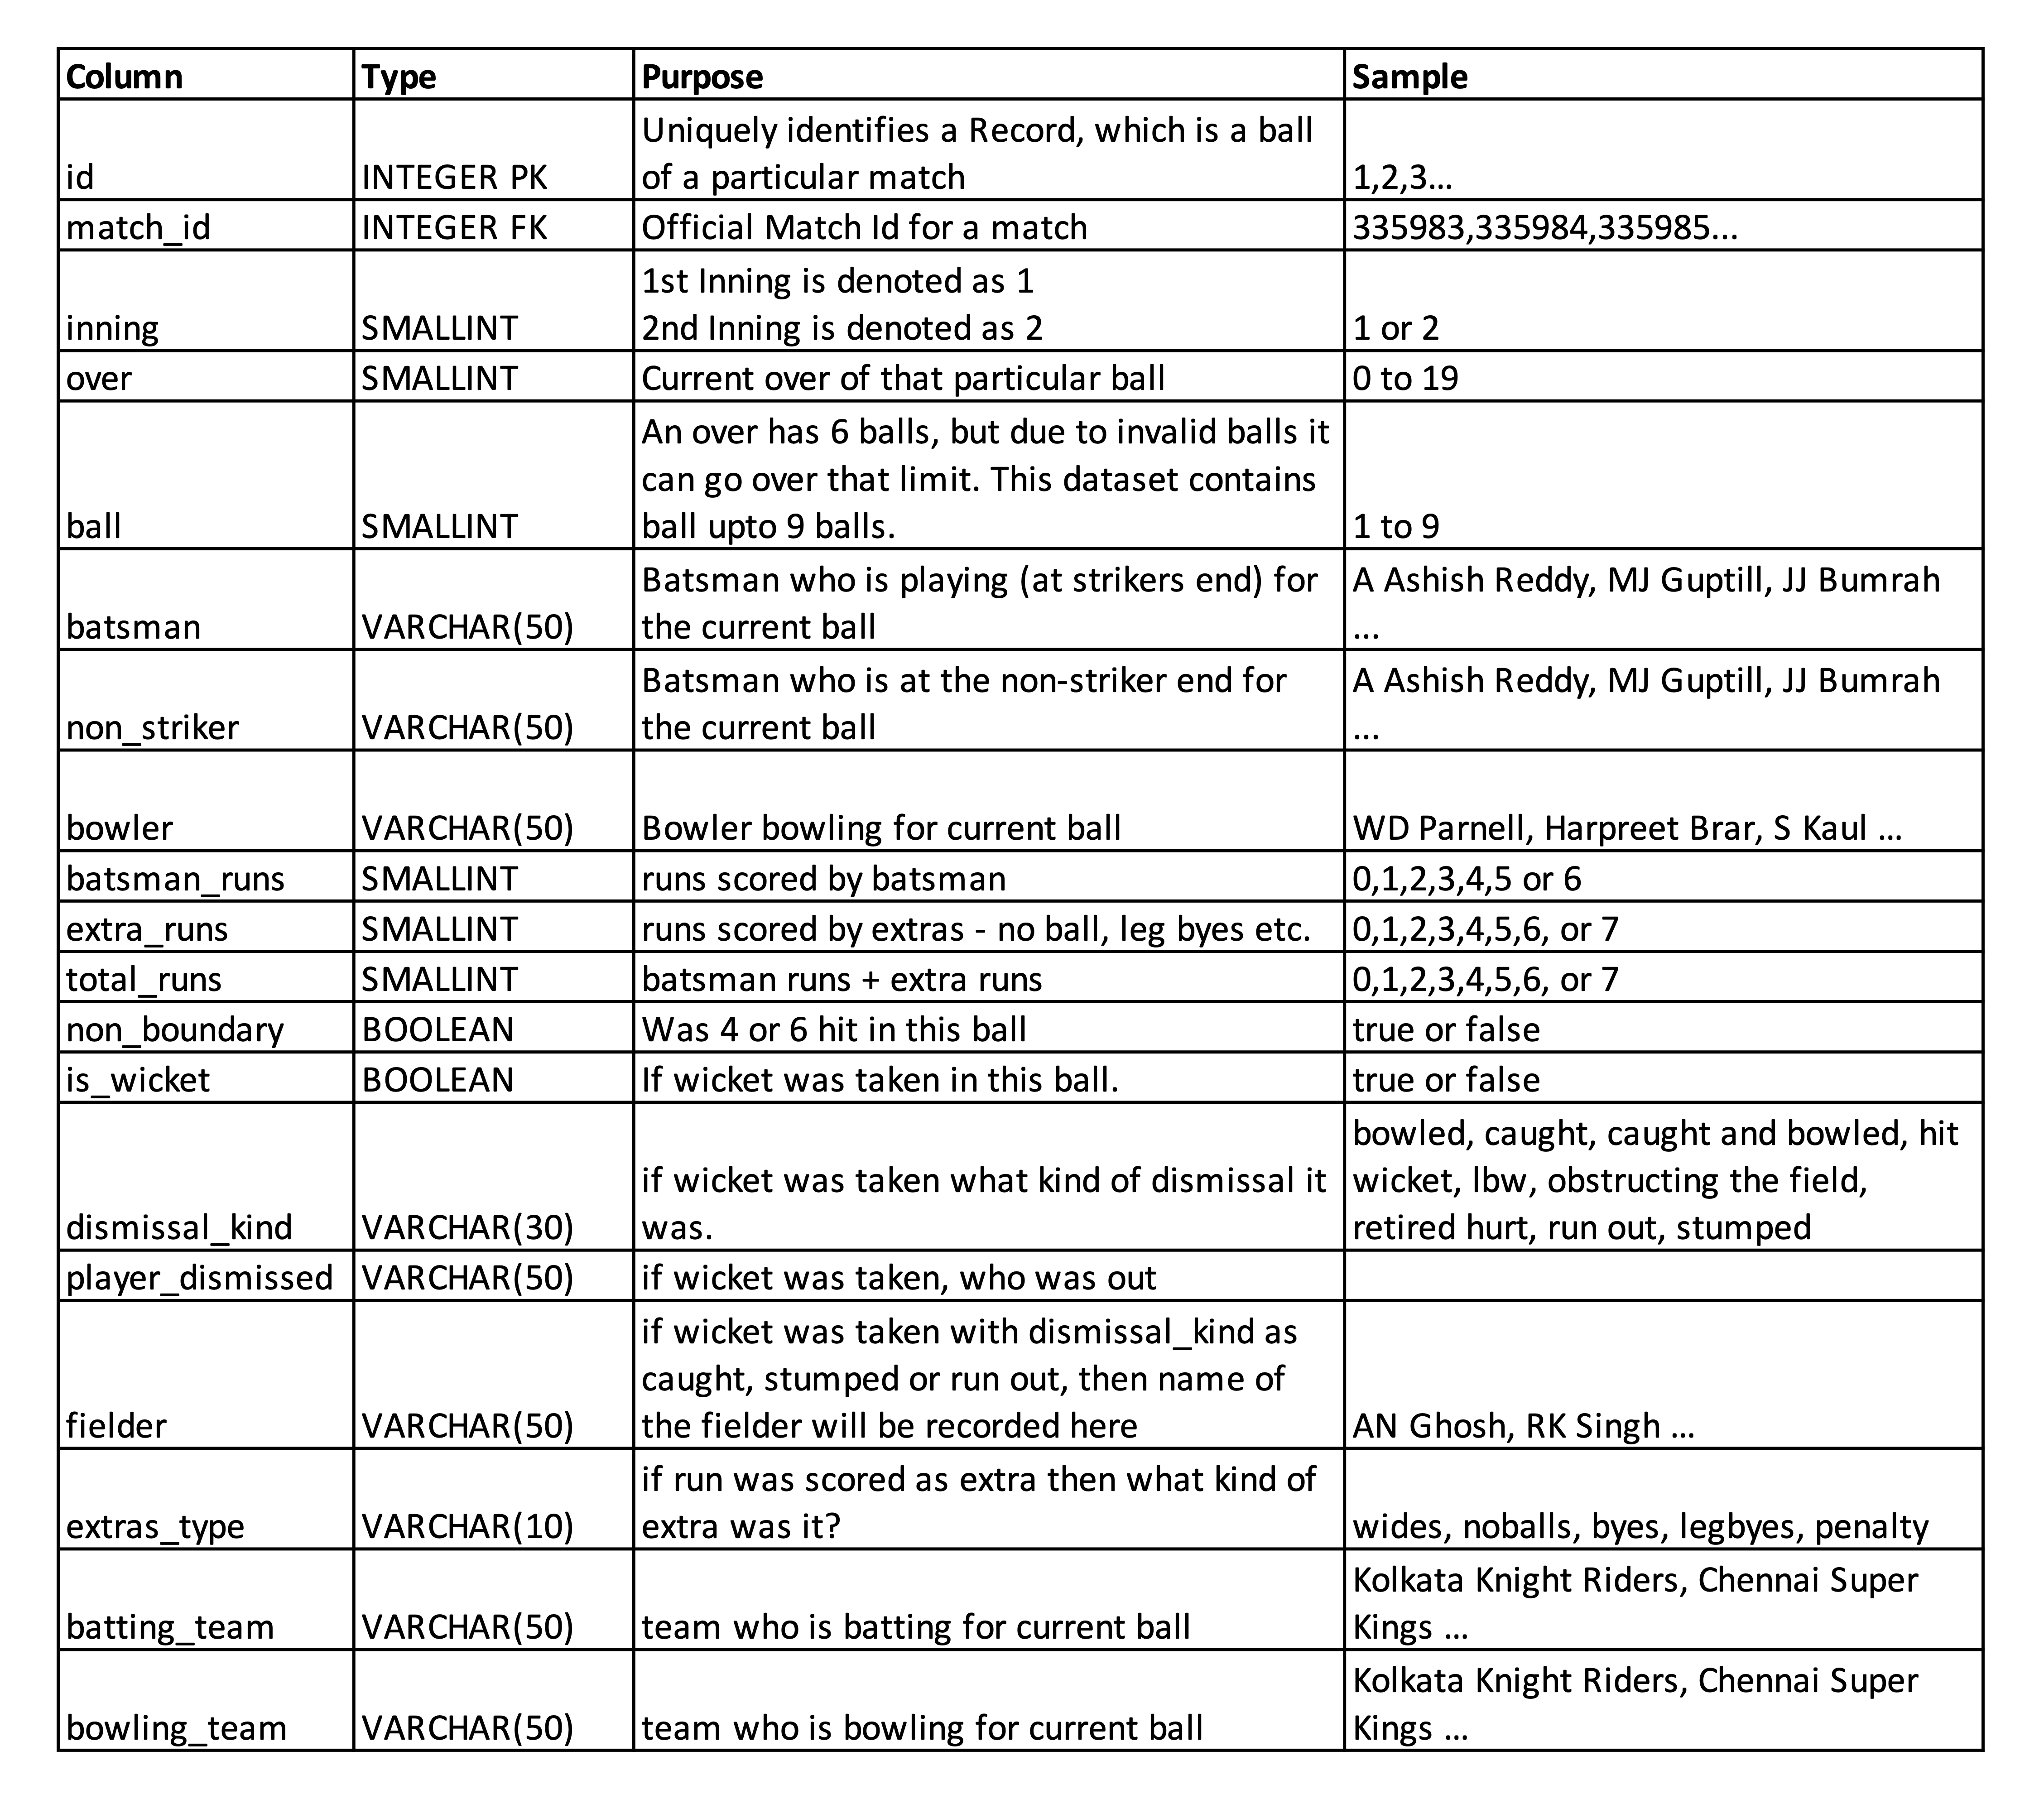 Column Type Purpose Sample
Uniquely identifies a Record, which is a ball
id INTEGER PK of a particular match 1,2,3...
match_id INTEGER FK Official Match Id for a match 335983,335984,335985...
1st Inning is denoted as 1
inning SMALLINT 2nd Inning is denoted as 2 1 or 2
over SMALLINT Current over of that particular ball 0 to 19
An over has 6 balls, but due to invalid balls it
can go over that limit. This dataset contains
ball SMALLINT ball upto 9 balls. 1 to 9
Batsman who is playing (at strikers end) for A Ashish Reddy, MJ Guptill, JJ Bumrah
batsman VARCHAR(50) the current ball ...
Batsman who is at the non-striker end for A Ashish Reddy, MJ Guptill, JJ Bumrah
non_striker VARCHAR(50) the current ball ...
bowler VARCHAR(50) Bowler bowling for current ball WD Parnell, Harpreet Brar, S Kaul ...
batsman_runs SMALLINT runs scored by batsman 0,1,2,3,4,5 or 6
extra_runs SMALLINT runs scored by extras - no ball, leg byes etc. 0,1,2,3,4,5,6, or 7
total_runs SMALLINT batsman runs + extra runs 0,1,2,3,4,5,6, or 7
non_boundary BOOLEAN Was 4 or 6 hit in this ball true or false
is_wicket BOOLEAN If wicket was taken in this ball. true or false
bowled, caught, caught and bowled, hit
if wicket was taken what kind of dismissal it wicket, lbw, obstructing the field,
dismissal_kind VARCHAR(30) was. retired hurt, run out, stumped
player_dismissed VARCHAR(50) if wicket was taken, who was out
if wicket was taken with dismissal_kind as
caught, stumped or run out, then name of
fielder VARCHAR(50) the fielder will be recorded here AN Ghosh, RK Singh ...
if run was scored as extra then what kind of
extras_type VARCHAR(10) extra was it? wides, noballs, byes, legbyes, penalty
Kolkata Knight Riders, Chennai Super
batting_team VARCHAR(50) team who is batting for current ball Kings ...
Kolkata Knight Riders, Chennai Super
bowling_team VARCHAR(50) team who is bowling for current ball Kings ...